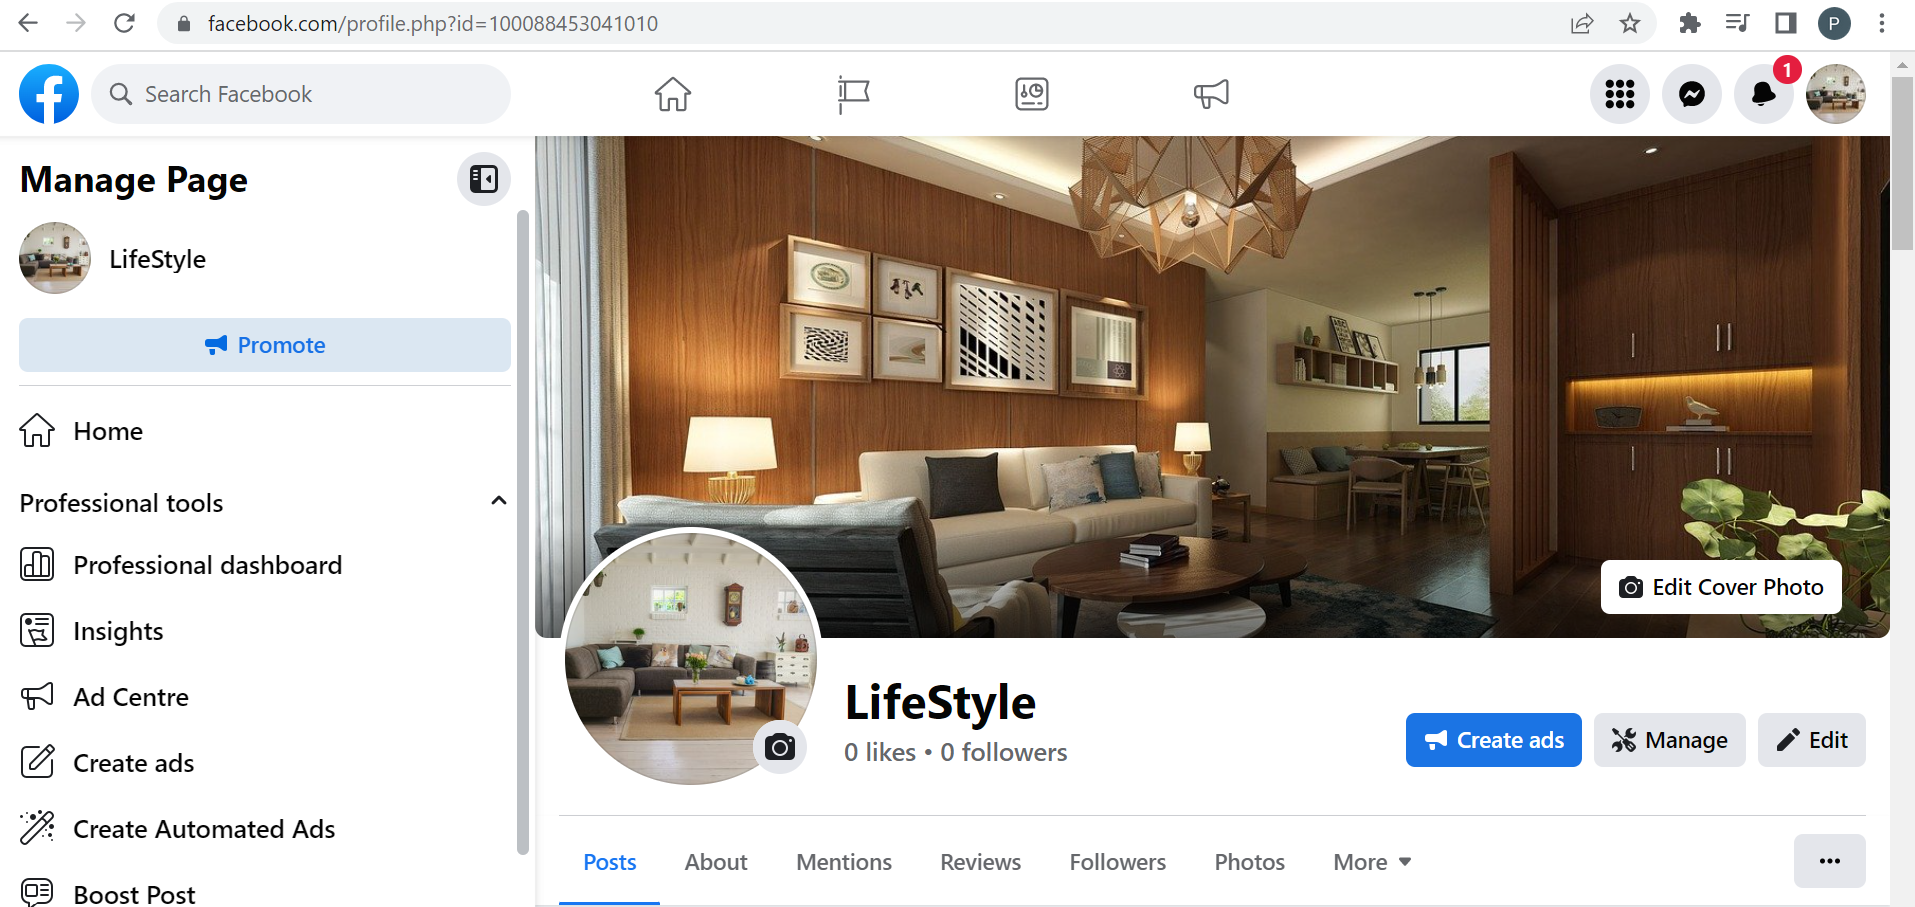 facebook.com/profile.php?id=100088453041010
P
Search Facebook
1
Manage Page
LifeStyle
Promote
Home
Professional tools
Professional dashboard
Insights
Ad Centre
Create ads
Create Automated Ads
Boost Post
Edit Cover Photo
LifeStyle
0 likes • 0 followers
Create ads
Manage
Edit
Posts
About
Mentions
Reviews
Followers
Photos
More